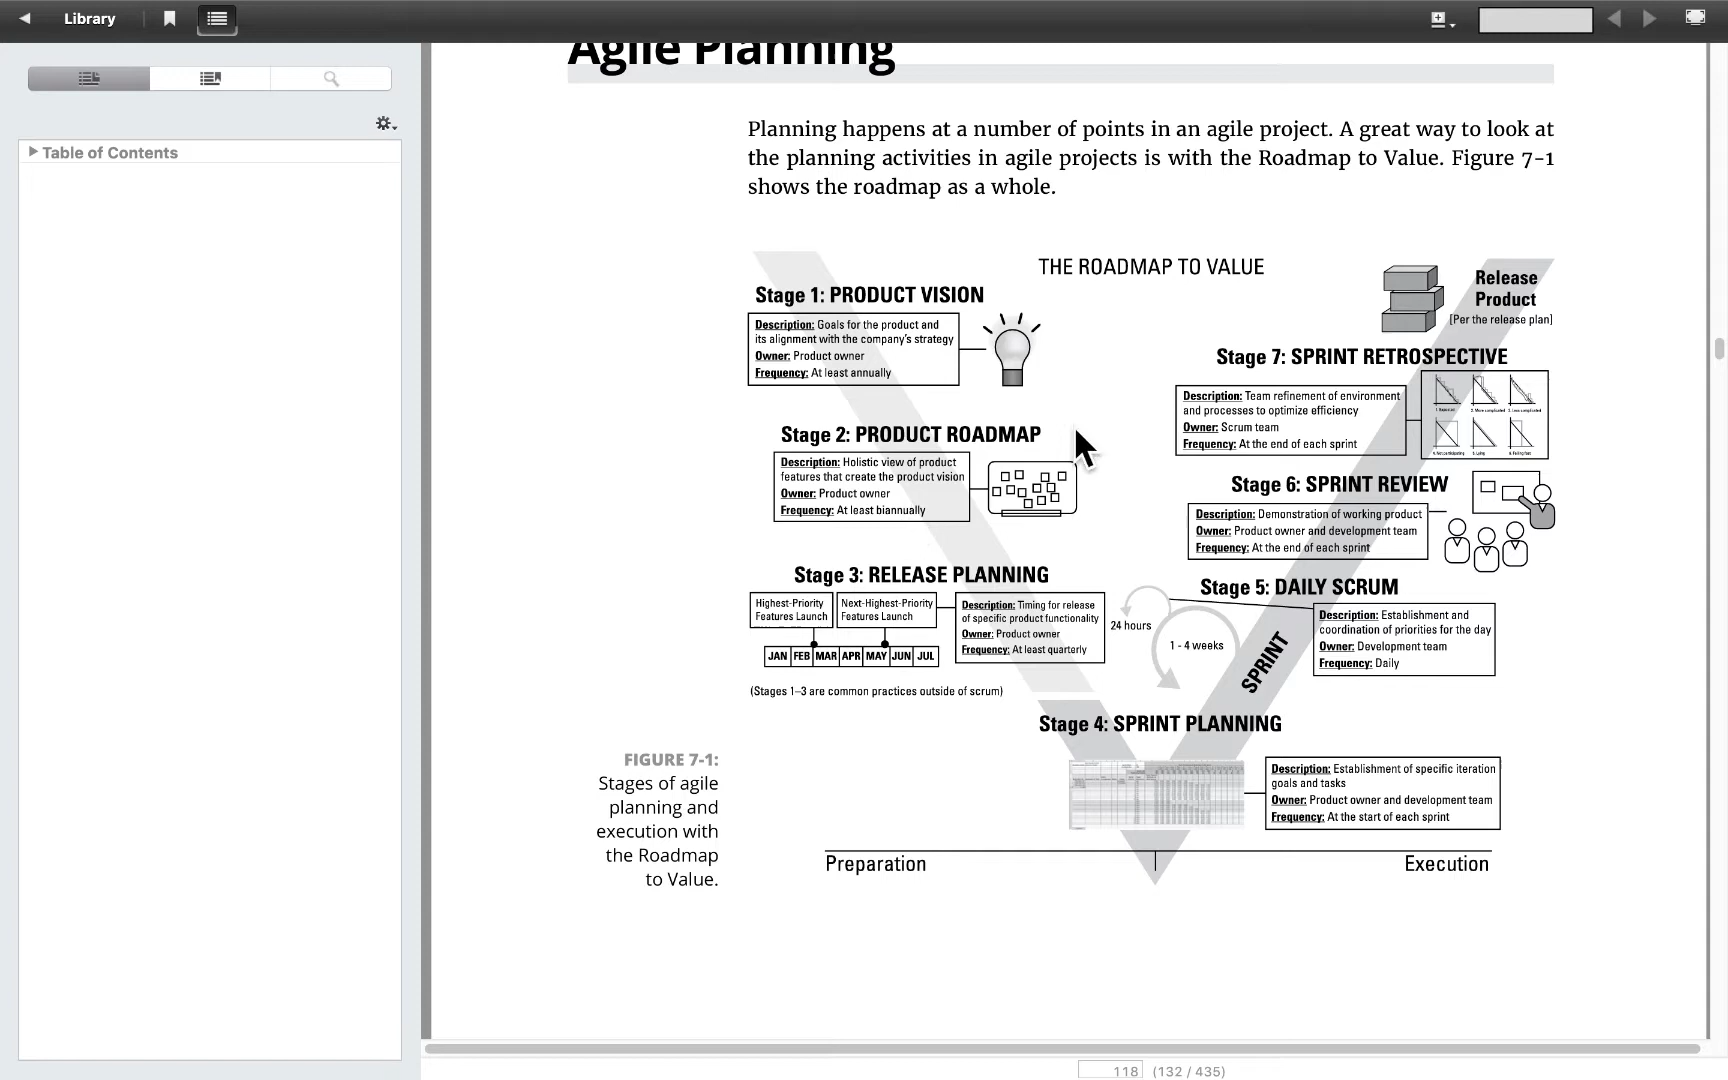 Library
Table of Contents
Agile Planning
Planning happens at a number of points in an agile project. A great way to look at
the planning activities in agile projects is with the Roadmap to Value. Figure 7-1
shows the roadmap as a whole.
THE ROADMAP TO VALUE
Release
Product
[Per the release plan]
Stage 1: PRODUCT VISION
Description: Goals for the product and
its alignment with the company's strategy
Owner: Product owner
Frequency: At least annually
Stage 2: PRODUCT ROADMAP
Description: Holistic view of product
features that create the product vision
Owner: Product owner
Frequency: At least biannually
Stage 3: RELEASE PLANNING
Highest-Priority
Features Launch
Next-Highest-Priority
Features Launch
JAN FEB MAR APR MAY JUN JUL
Description: Timing for release
of specific product functionality
Owner: Product owner
Frequency: At least quarterly
(Stages 1–3 are common practices outside of scrum)
Stage 7: SPRINT RETROSPECTIVE
Description: Team refinement of environment
and processes to optimize efficiency
Owner: Scrum team
Frequency: At the end of each sprint
Stage 6: SPRINT REVIEW
Description: Demonstration of working product
Owner: Product owner and development team
Frequency: At the end of each sprint
Stage 5: DAILY SCRUM
Description: Establishment and
coordination of priorities for the day
Owner: Development team
Frequency: Daily
24 hours
1 - 4 weeks
SPRINT
Stage 4: SPRINT PLANNING
Description: Establishment of specific iteration
goals and tasks
Owner: Product owner and development team
Frequency: At the start of each sprint
Preparation
Execution
FIGURE 7-1:
Stages of agile
planning and
execution with
the Roadmap
to Value.
118 (132 / 435)